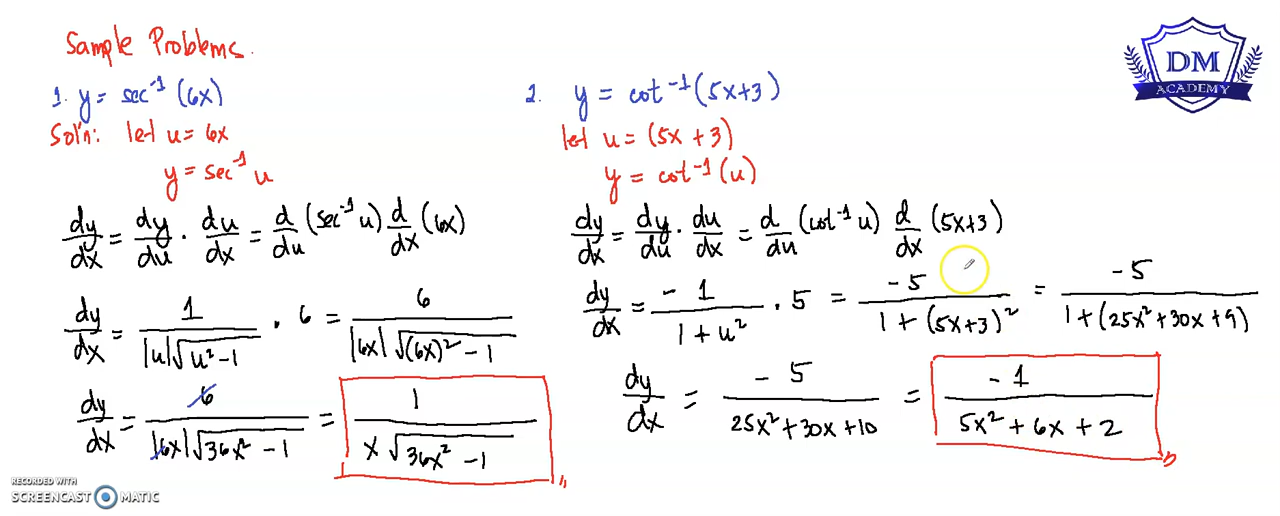 Sample Problems.
1. y = sec⁻¹ (6x)
Sol'n: let u = 6x
y = sec⁻¹ u
dy/dx = dy/du · du/dx = d/du (sec⁻¹ u) d/dx (6x)
dy/dx = 1/(|u|√(u² - 1)) · 6 = 6/(|6x|√((6x)² - 1))
dy/dx = 6/(|6x|√(36x² - 1)) = 1/(x√(36x² - 1))
2. y = cot⁻¹ (5x+3)
let u = (5x + 3)
y = cot⁻¹ (u)
dy/dx = dy/du · du/dx = d/du (cot⁻¹ u) d/dx (5x+3)
dy/dx = -1/(1 + u²) · 5 = -5/(1 + (5x+3)²) = -5/(1 + (25x² + 30x + 9))
dy/dx = -5/(25x² + 30x + 10) = -1/(5x² + 6x + 2)
DM
ACADEMY
RECORDED WITH
SCREENCAST MATIC